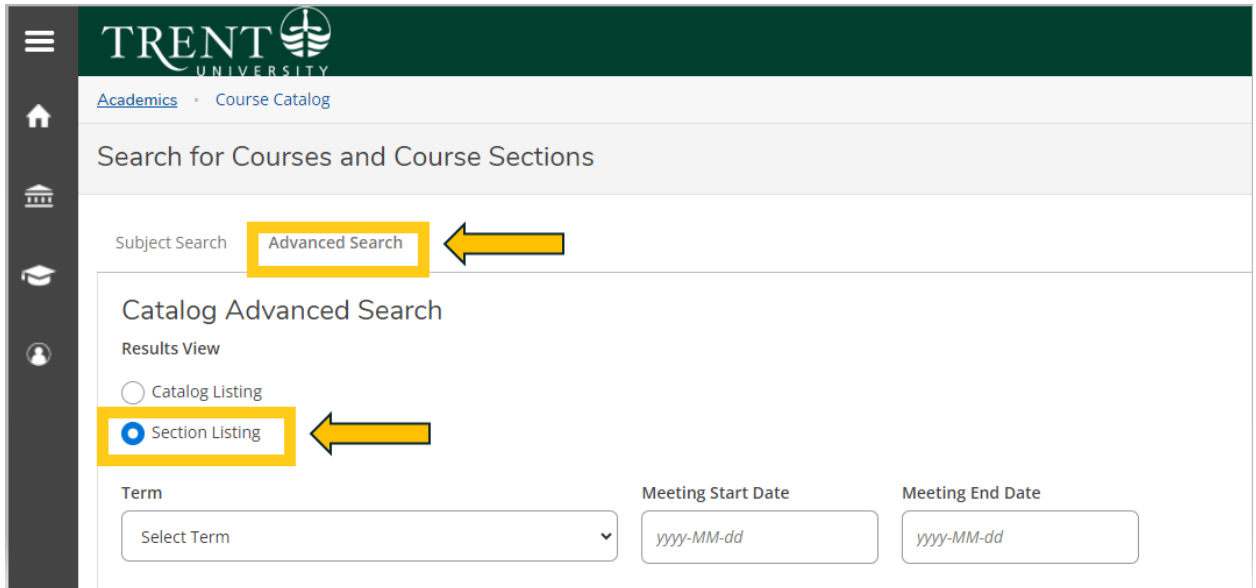 TRENT
UNIVERSITY
Academics · Course Catalog
Search for Courses and Course Sections
Subject Search Advanced Search
Catalog Advanced Search
Results View
Catalog Listing
Section Listing
Term Meeting Start Date Meeting End Date
Select Term yyyy-MM-dd yyyy-MM-dd